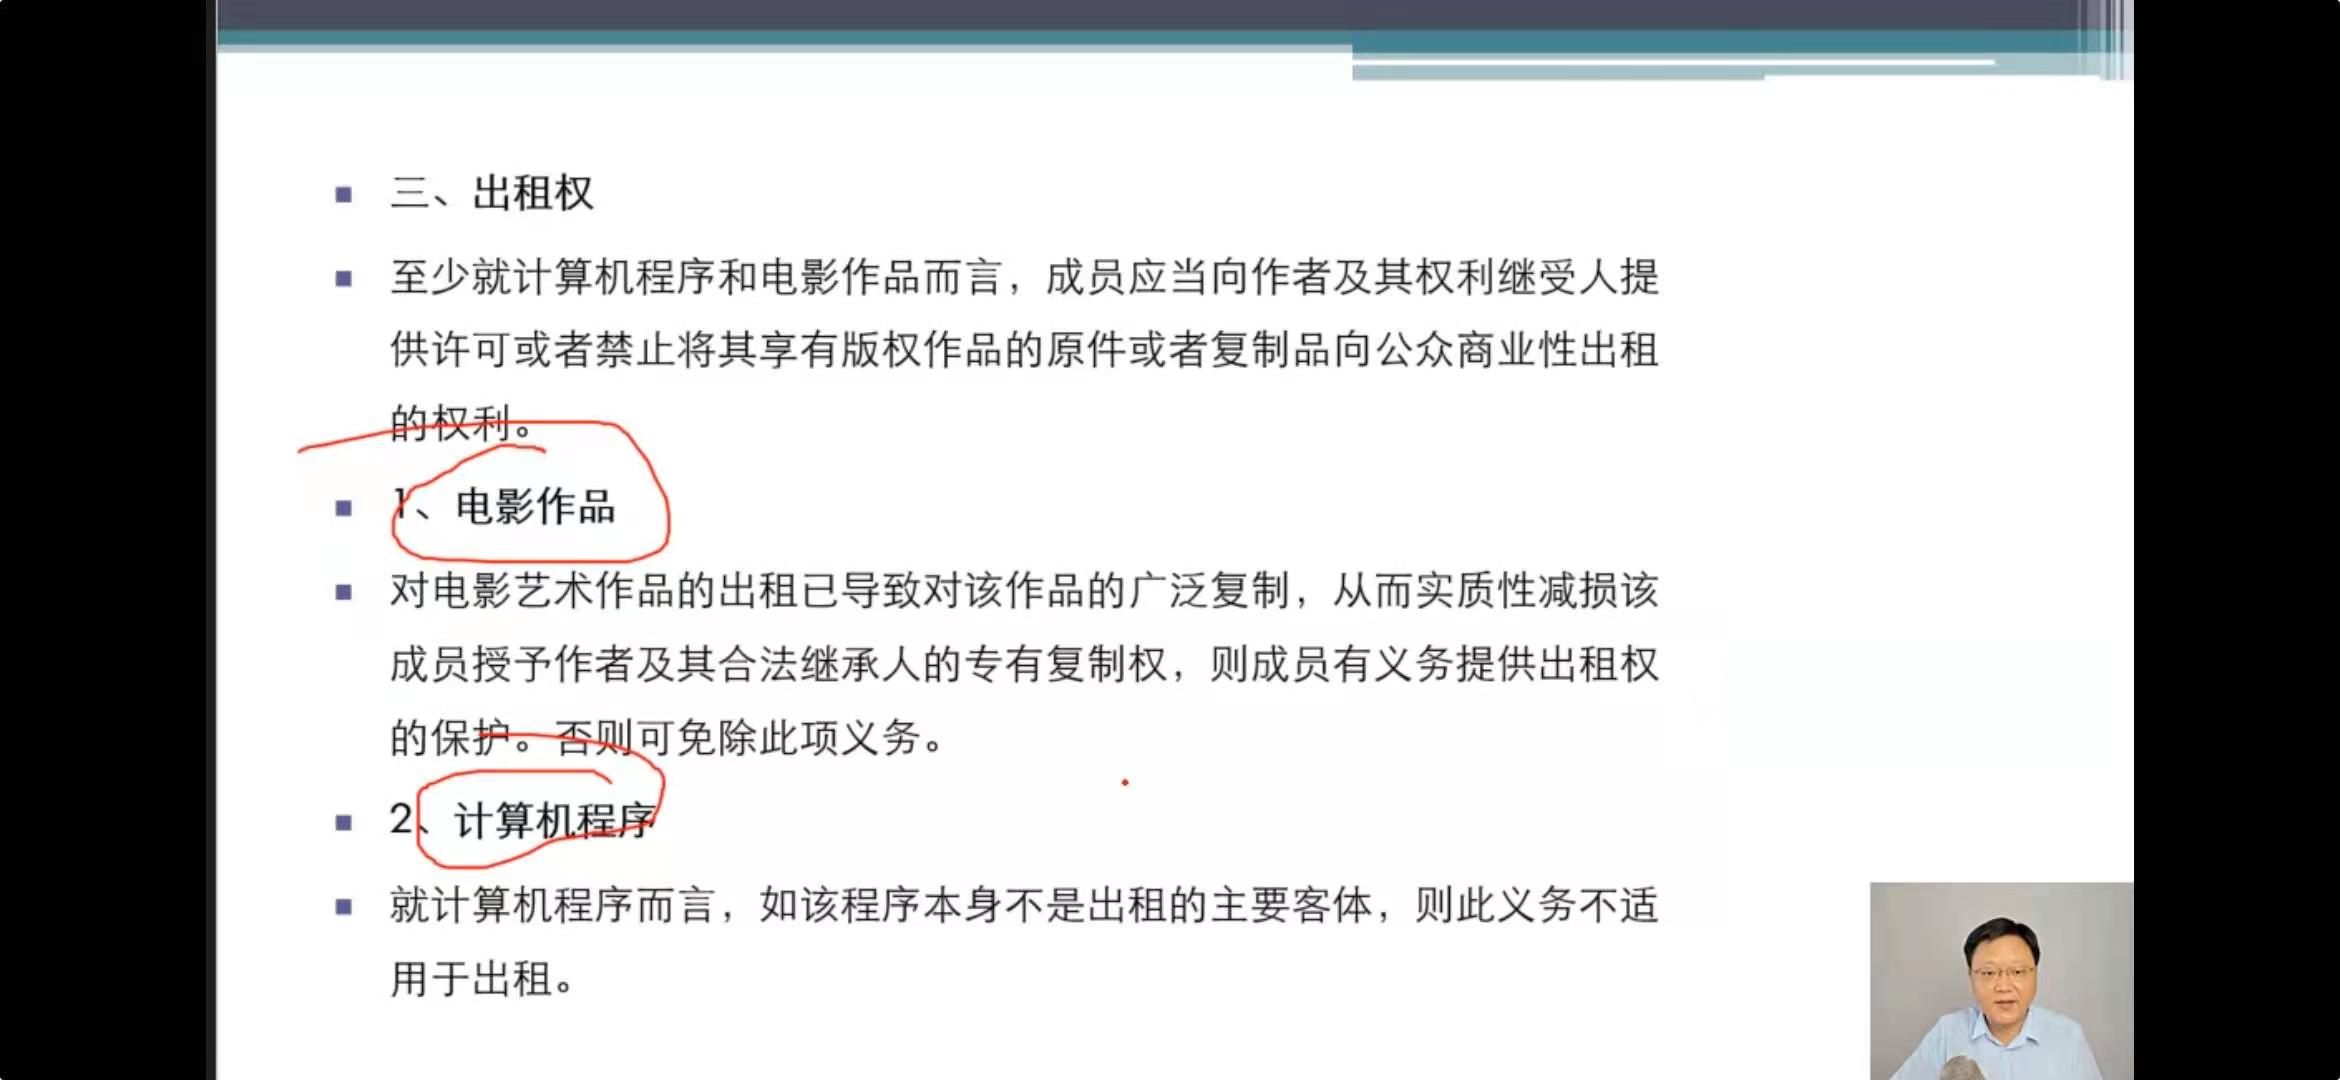 三、出租权
至少就计算机程序和电影作品而言，成员应当向作者及其权利继受人提
供许可或者禁止将其享有版权作品的原件或者复制品向公众商业性出租
的权利。
1、电影作品
对电影艺术作品的出租已导致对该作品的广泛复制，从而实质性减损该
成员授予作者及其合法继承人的专有复制权，则成员有义务提供出租权
的保护。否则可免除此项义务。
2、计算机程序
就计算机程序而言，如该程序本身不是出租的主要客体，则此义务不适
用于出租。